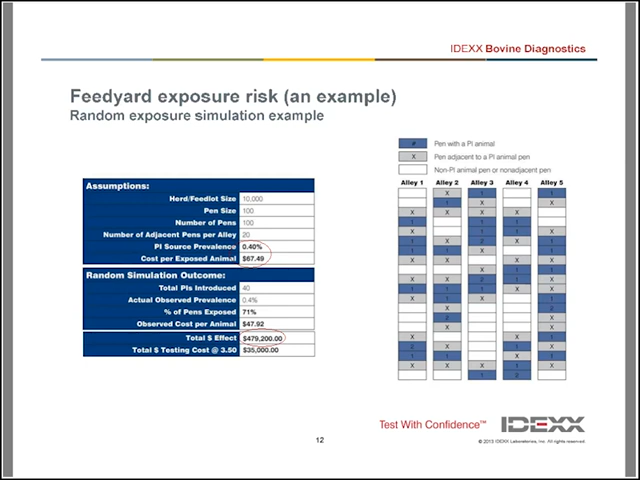 IDEXX Bovine Diagnostics
Feedyard exposure risk (an example)
Random exposure simulation example
Assumptions:
Herd/Feedlot Size 10,000
Pen Size 100
Number of Pens 100
Number of Adjacent Pens per Alley 20
PI Source Prevalence 0.40%
Cost per Exposed Animal $67.49
Random Simulation Outcome:
Total PIs Introduced 40
Actual Observed Prevalence 0.4%
% of Pens Exposed 71%
Observed Cost per Animal $47.92
Total $ Effect $479,200.00
Total $ Testing Cost @ 3.50 $35,000.00
# Pen with a PI animal
X Pen adjacent to a PI animal pen
Non-PI animal pen or nonadjacent pen
Alley 1 Alley 2 Alley 3 Alley 4 Alley 5
Test With Confidence™
IDEXX
12
© 2013 IDEXX Laboratories, Inc. All rights reserved.